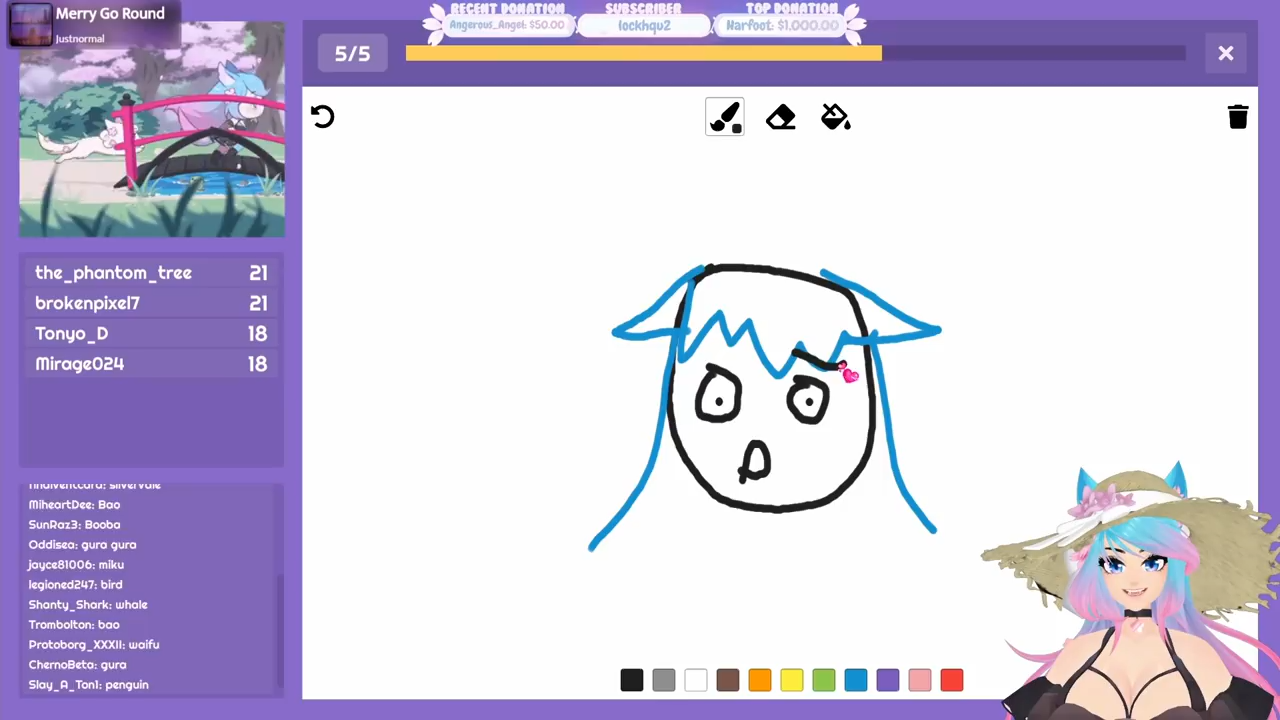 Merry Go Round
Justnormal
RECENT DONATION
Angerous_Angel: $50.00
SUBSCRIBER
lockhqu2
TOP DONATION
Harfoot: $1,000.00
5/5
the_phantom_tree 21
brokenpixel7 21
Tonyo_D 18
Mirage024 18
MiheartDee: Bao
SunRaz3: Booba
Oddisea: gura gura
jayce81006: miku
legioned247: bird
Shanty_Shark: whale
Trombolton: bao
Protoborg_XXXII: waifu
ChernoBeta: gura
Slay_A_Ton1: penguin